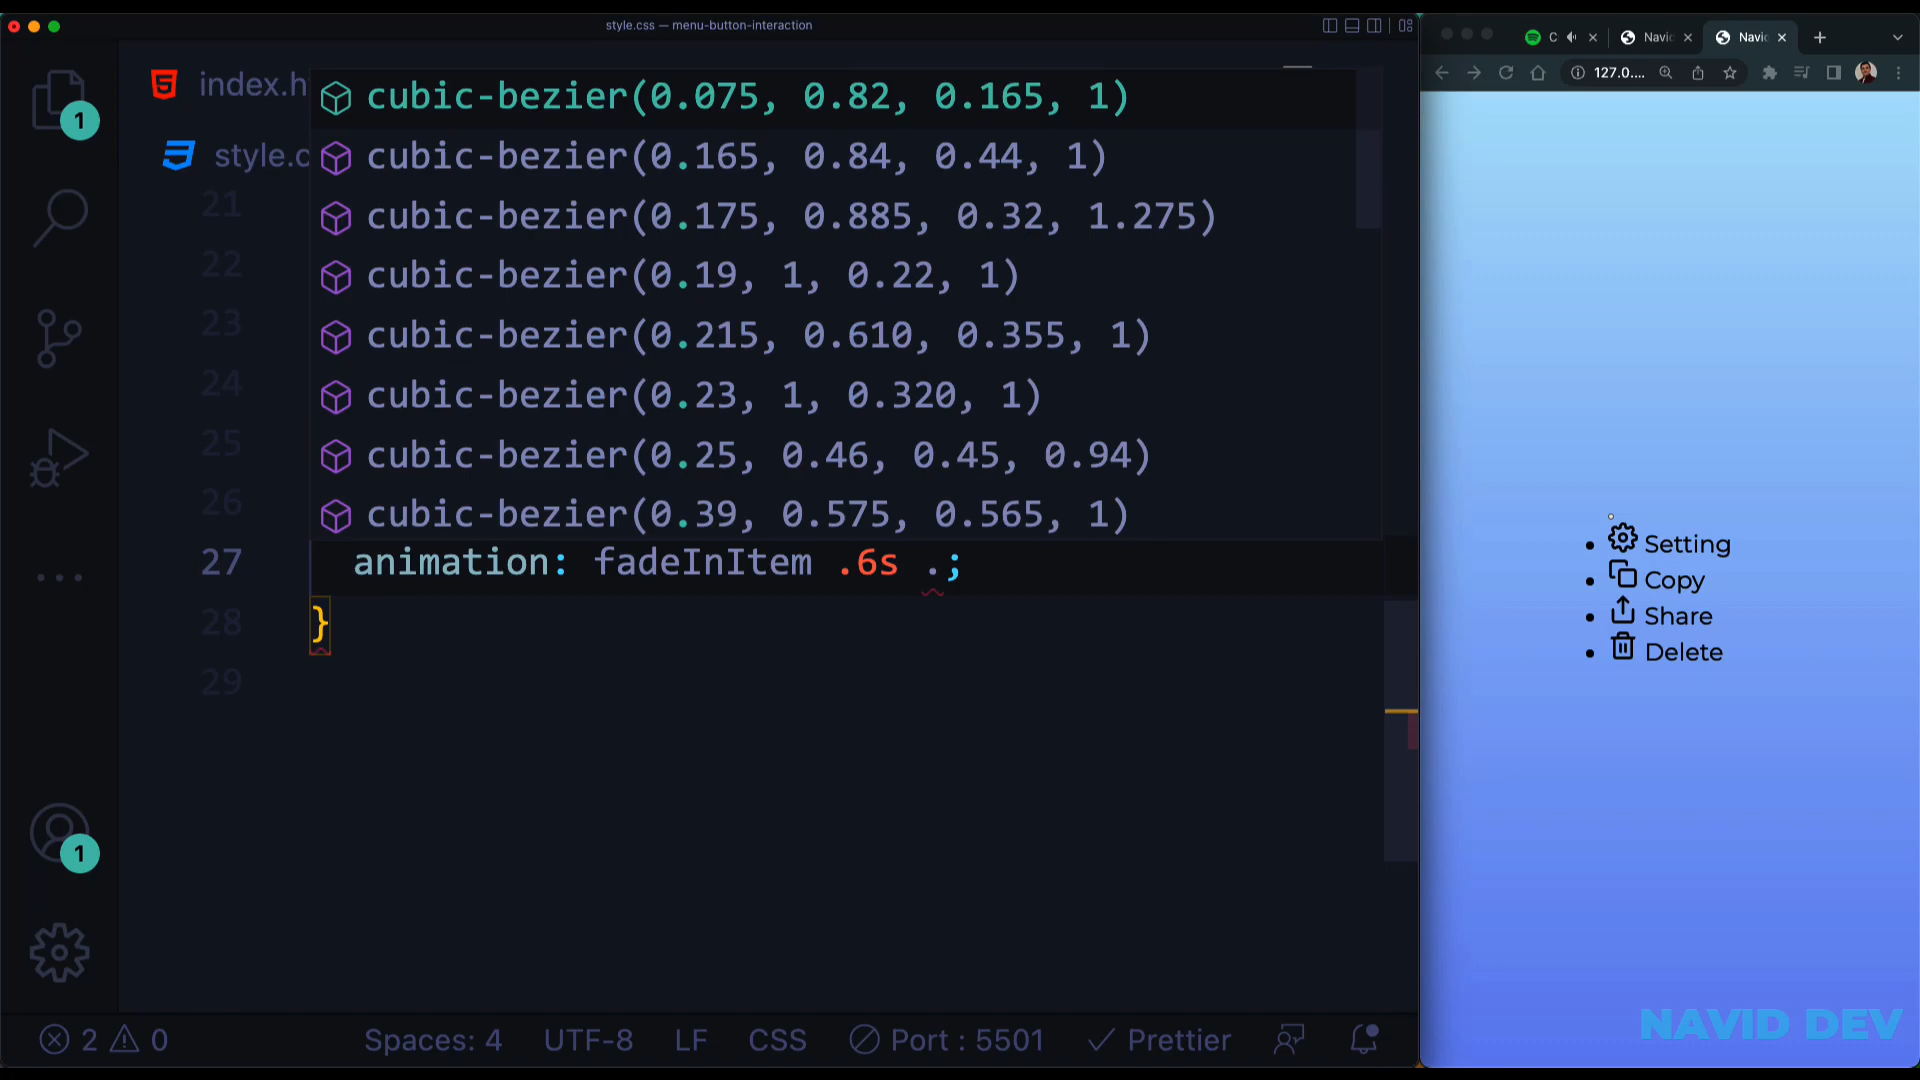 style.css — menu-button-interaction
index.h
style.c
cubic-bezier(0.075, 0.82, 0.165, 1)
cubic-bezier(0.165, 0.84, 0.44, 1)
cubic-bezier(0.175, 0.885, 0.32, 1.275)
cubic-bezier(0.19, 1, 0.22, 1)
cubic-bezier(0.215, 0.610, 0.355, 1)
cubic-bezier(0.23, 1, 0.320, 1)
cubic-bezier(0.25, 0.46, 0.45, 0.94)
cubic-bezier(0.39, 0.575, 0.565, 1)
21
22
23
24
25
26
27 animation: fadeInItem .6s .;
28 }
29
1
1
2 0 Spaces: 4 UTF-8 LF CSS Port : 5501 Prettier
C Navid Navid
127.0....
Setting
Copy
Share
Delete
NAVID DEV